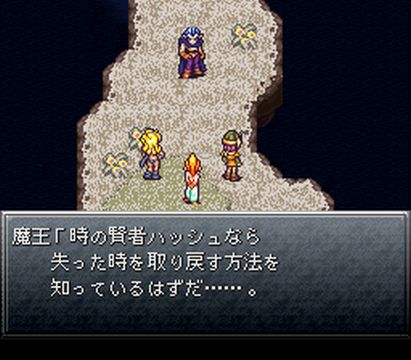 魔王「時の賢者ハッシュなら
失った時を取り戻す方法を
知っているはずだ……。